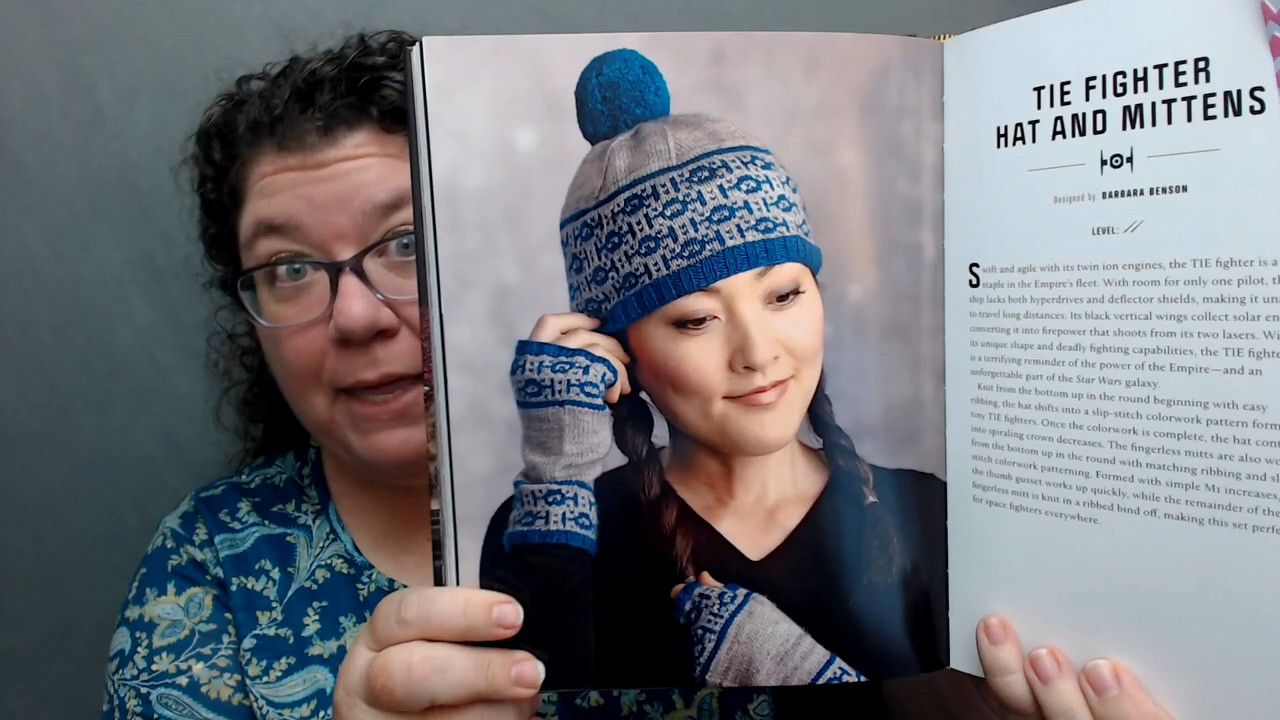 TIE FIGHTER
HAT AND MITTENS
Designed by BARBARA BENSON
LEVEL: //
Swift and agile with its twin ion engines, the TIE fighter is a
staple in the Empire's fleet. With room for only one pilot,
ship lacks both hyperdrives and deflector shields, making it
to travel long distances. Its black vertical wings collect solar
converting it into firepower that shoots from its two lasers.
its unique shape and deadly fighting capabilities, the TIE
is a terrifying reminder of the power of the Empire—and an
unforgettable part of the Star Wars galaxy.
Knit from the bottom up in the round beginning with easy
ribbing, the hat shifts into a slip-stitch colorwork pattern
tiny TIE fighters. Once the colorwork is complete, the hat
into spiraling crown decreases. The fingerless mitts are also
from the bottom up in the round with matching ribbing and
stitch colorwork patterning. Formed with simple M1 increases,
the thumb gusset works up quickly, while the remainder of the
fingerless mitt is knit in a ribbed bind off, making this set
for space fighters everywhere.